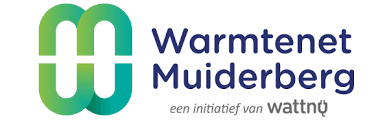 Warmtenet
Muiderberg
een initiatief van wattnu